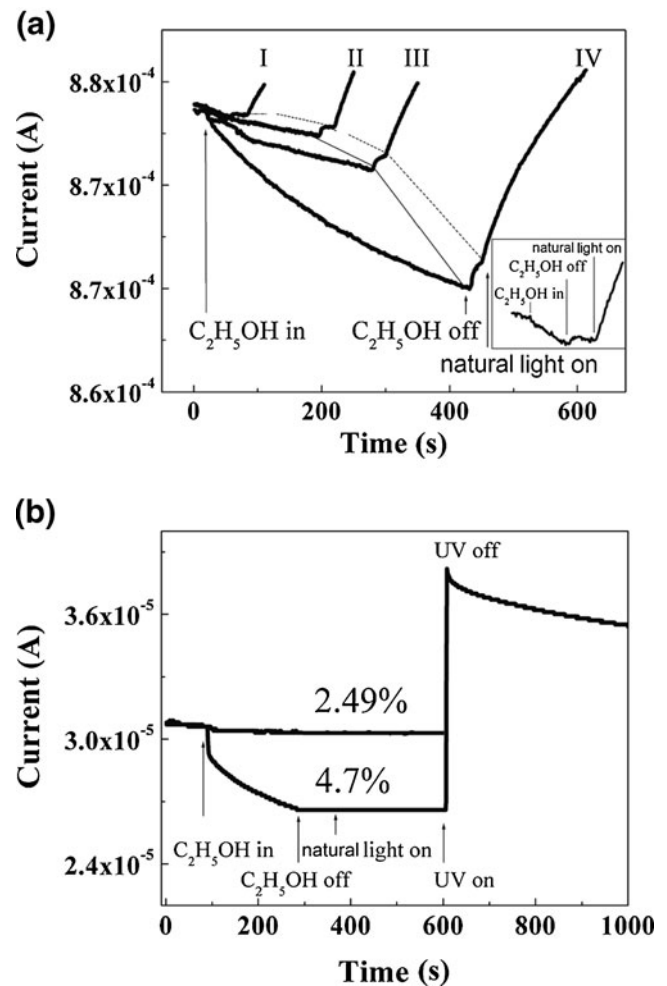 (a)
I II III IV
8.8x10⁻⁴
8.7x10⁻⁴
8.7x10⁻⁴
8.6x10⁻⁴
Current (A)
C₂H₅OH in
C₂H₅OH off
natural light on
natural light on
C₂H₅OH off
C₂H₅OH in
0 200 400 600
Time (s)
(b)
UV off
3.6x10⁻⁵
3.0x10⁻⁵
2.4x10⁻⁵
Current (A)
2.49%
4.7%
C₂H₅OH in
natural light on
C₂H₅OH off
UV on
0 200 400 600 800 1000
Time (s)